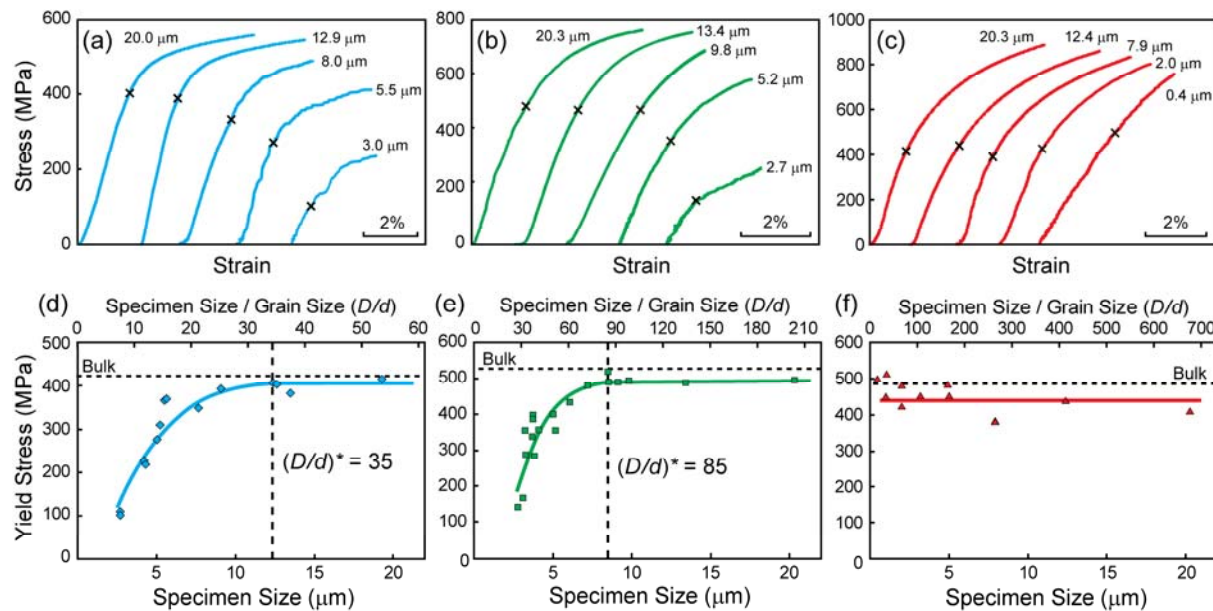 (a)
600
400
200
0
Stress (MPa)
20.0 μm
12.9 μm
8.0 μm
5.5 μm
3.0 μm
2%
Strain
(b)
800
600
400
200
0
20.3 μm
13.4 μm
9.8 μm
5.2 μm
2.7 μm
2%
Strain
(c)
1000
800
600
400
200
0
20.3 μm
12.4 μm
7.9 μm
2.0 μm
0.4 μm
2%
Strain
(d)
Specimen Size / Grain Size (D/d)
0 10 20 30 40 50 60
500
400
300
200
100
00
Yield Stress (MPa)
Bulk
(D/d)* = 35
5 10 15 20
Specimen Size (μm)
(e)
Specimen Size / Grain Size (D/d)
0 30 60 90 120 150 180 210
600
500
400
300
200
100
00
Bulk
(D/d)* = 85
5 10 15 20
Specimen Size (μm)
(f)
Specimen Size / Grain Size (D/d)
0 100 200 300 400 500 600 700
600
500
400
300
200
100
00
Bulk
5 10 15 20
Specimen Size (μm)